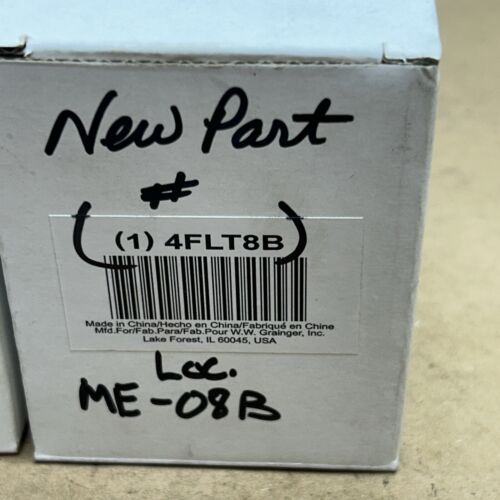 New Part
#
(1) 4FLT8B
Made in China/Hecho en China/Fabriqué en Chine
Mfd.For/Fab.Para/Fab.Pour W.W. Grainger, Inc.
Lake Forest, IL 60045, USA
Loc.
ME-08B